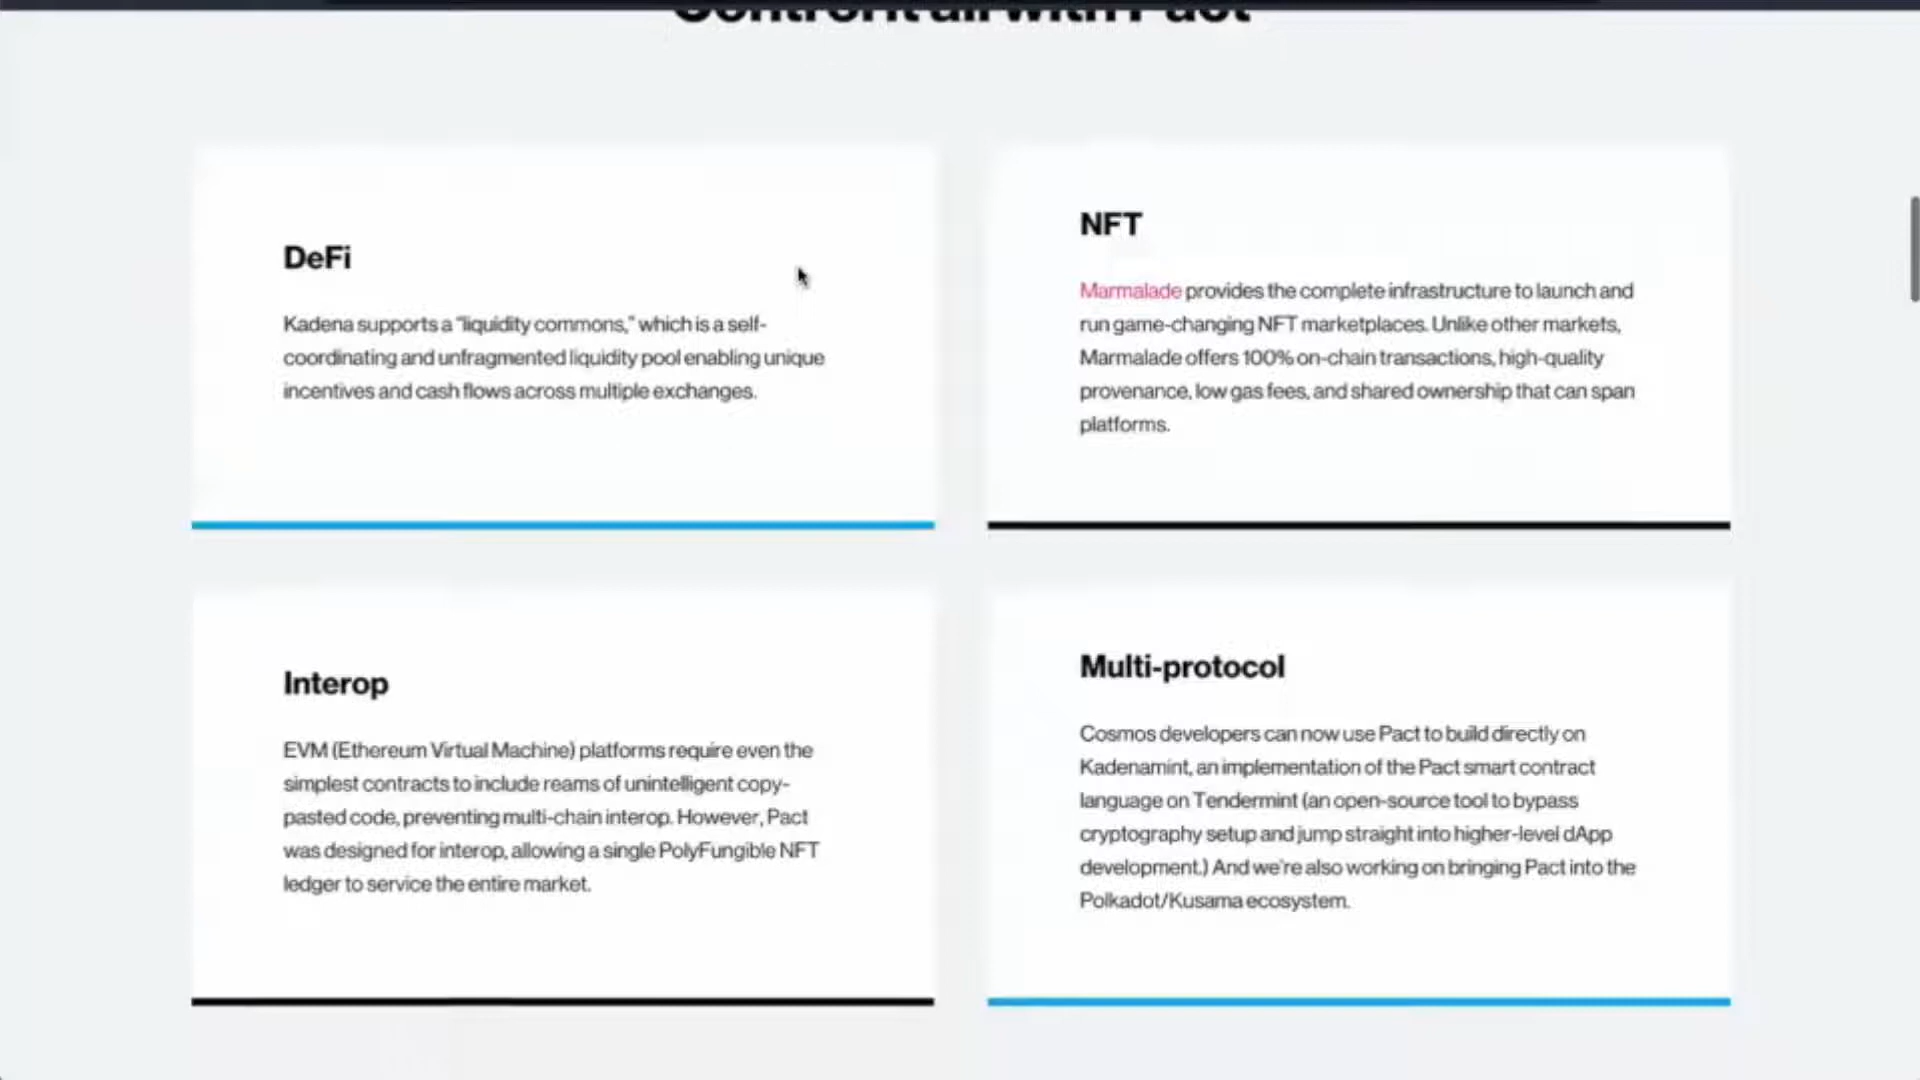 all with Pact
DeFi
Kadena supports a "liquidity commons," which is a self-
coordinating and unfragmented liquidity pool enabling unique
incentives and cash flows across multiple exchanges.
NFT
Marmalade provides the complete infrastructure to launch and
run game-changing NFT marketplaces. Unlike other markets,
Marmalade offers 100% on-chain transactions, high-quality
provenance, low gas fees, and shared ownership that can span
platforms.
Interop
EVM (Ethereum Virtual Machine) platforms require even the
simplest contracts to include reams of unintelligent copy-
pasted code, preventing multi-chain interop. However, Pact
was designed for interop, allowing a single PolyFungible NFT
ledger to service the entire market.
Multi-protocol
Cosmos developers can now use Pact to build directly on
Kadenamint, an implementation of the Pact smart contract
language on Tendermint (an open-source tool to bypass
cryptography setup and jump straight into higher-level dApp
development.) And we're also working on bringing Pact into the
Polkadot/Kusama ecosystem.